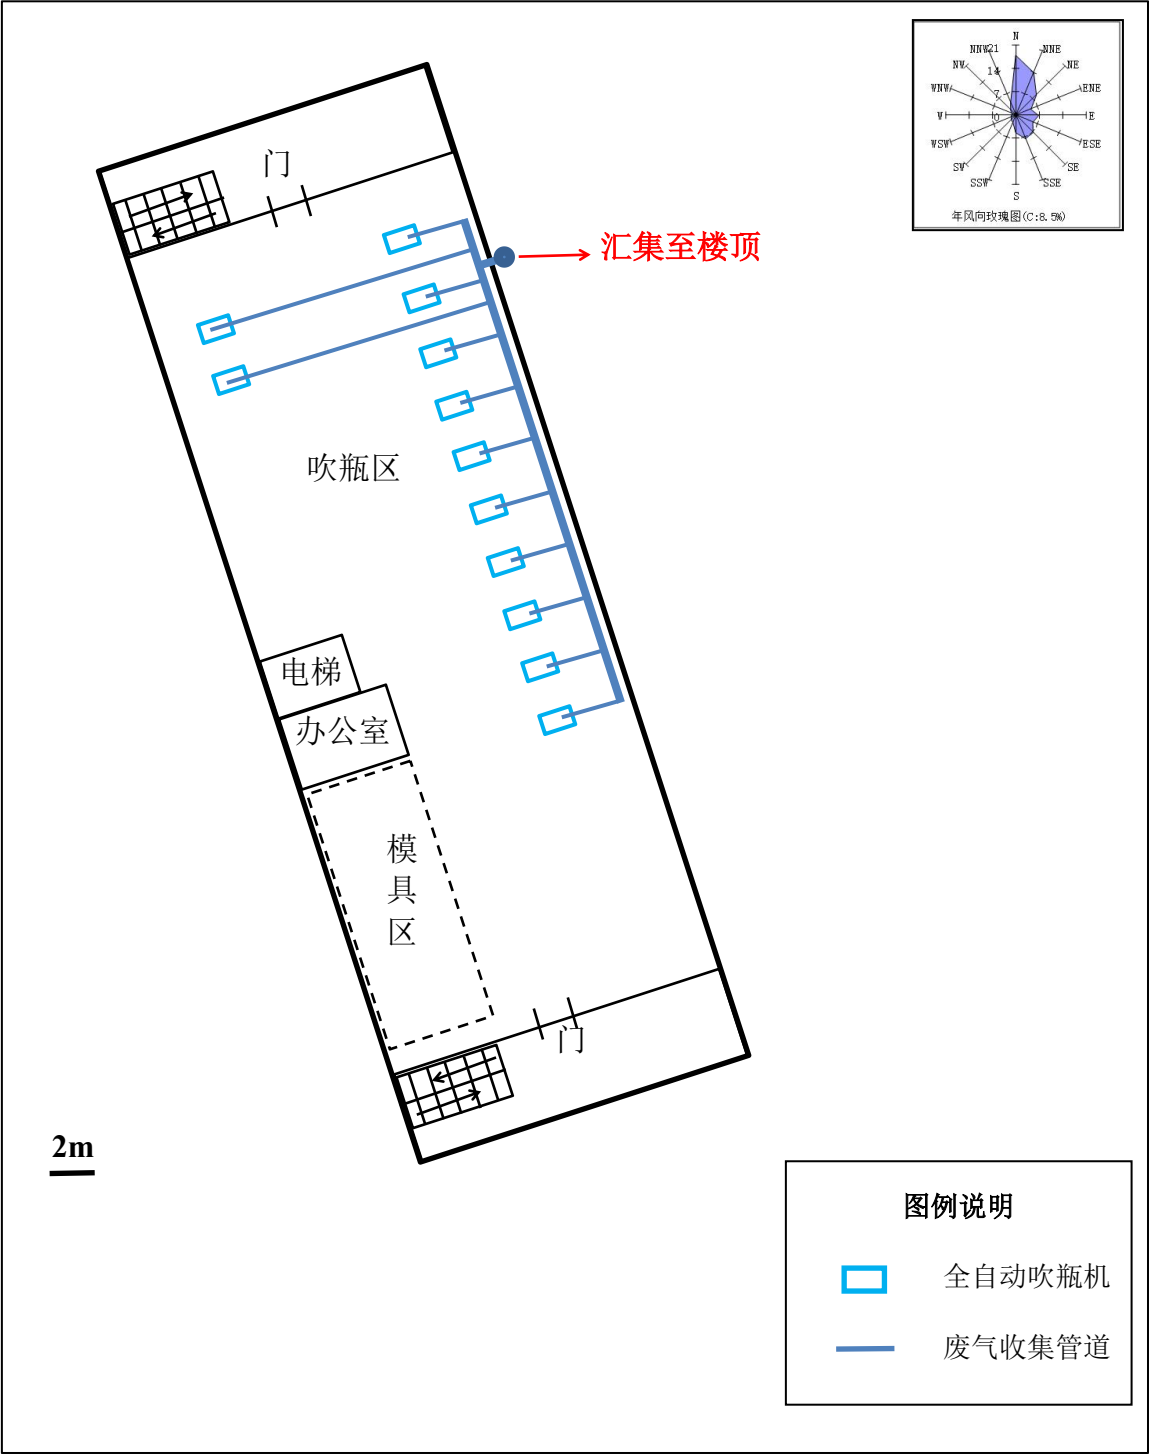 N
NNW
21
NNE
NW
14
NE
WNW
7
ENE
W
0
E
WSW
ESE
SW
SE
SSW
SSE
S
年风向玫瑰图(C:8.5%)
门
汇集至楼顶
吹瓶区
电梯
办公室
模
具
区
门
2m
图例说明
全自动吹瓶机
废气收集管道